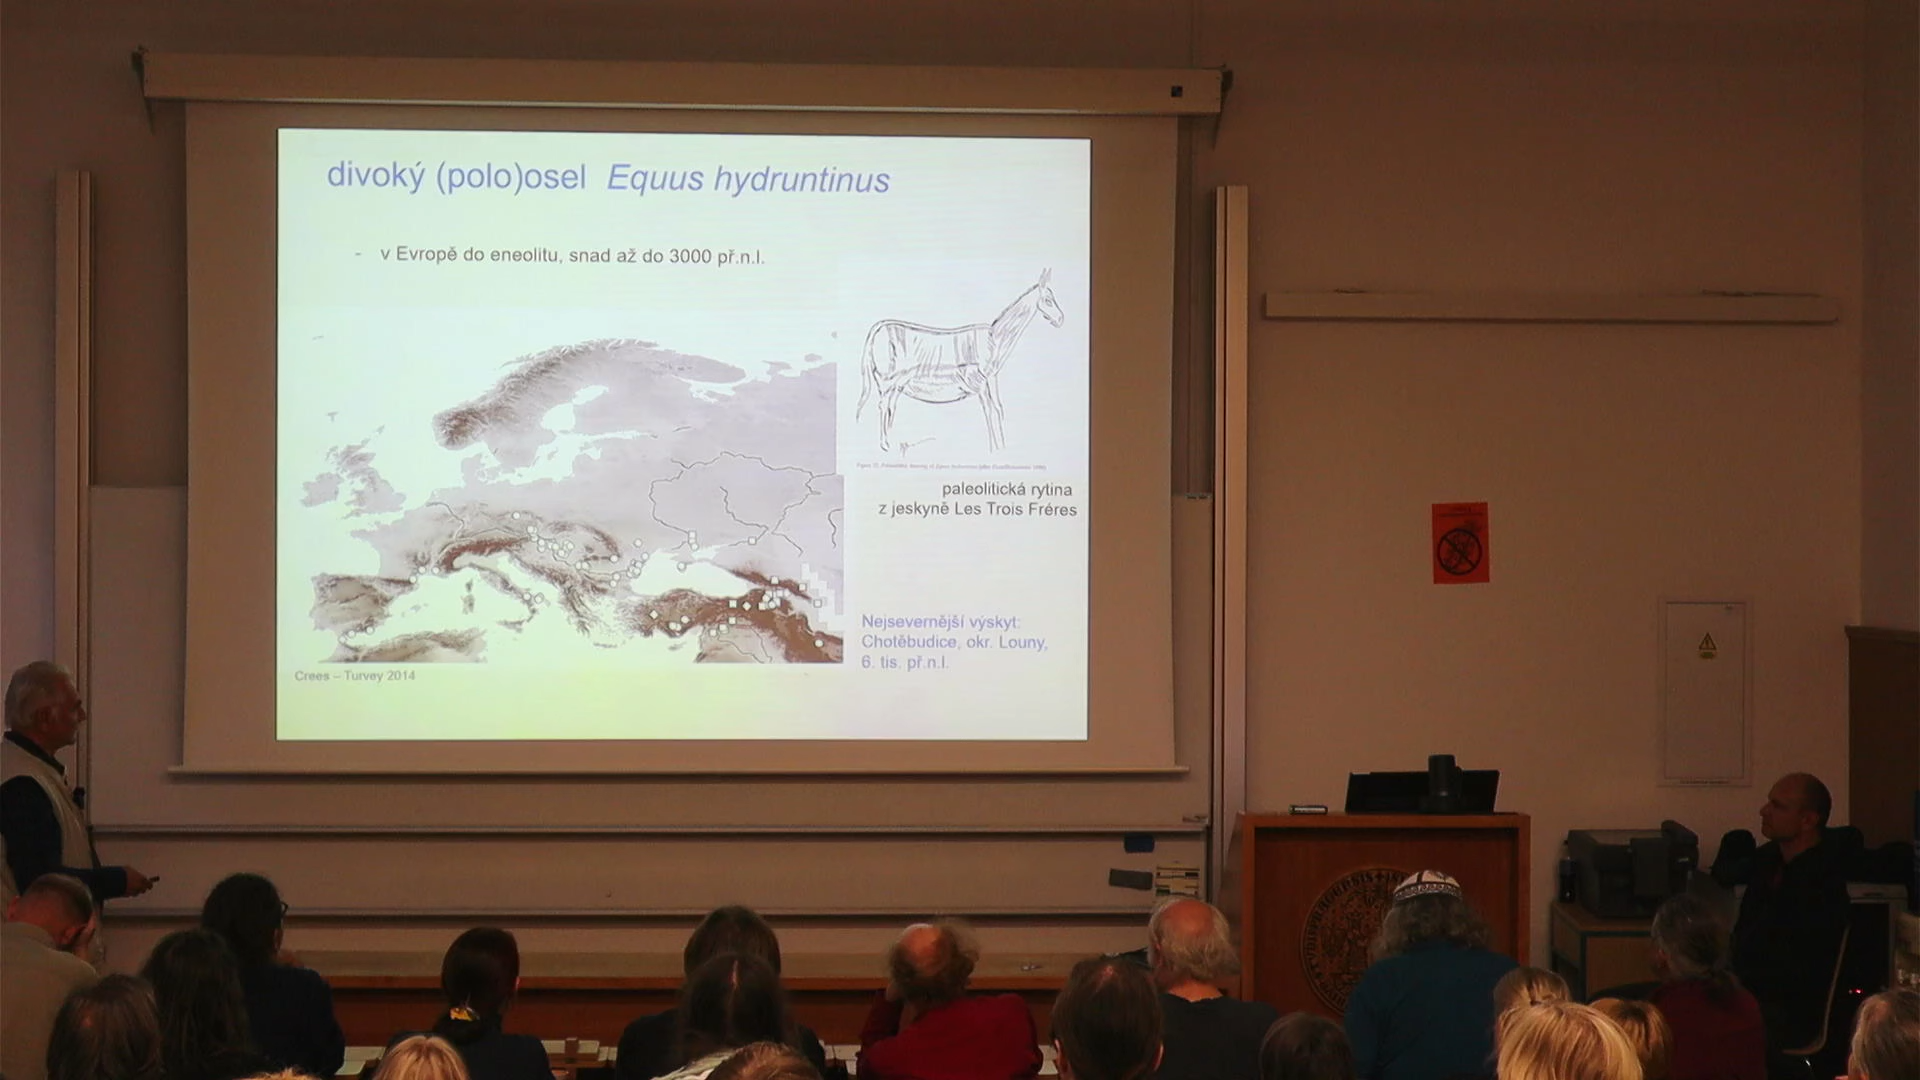 divoký (polo)osel Equus hydruntinus
- v Evropě do eneolitu, snad až do 3000 př.n.l.
paleolitická rytina
z jeskyně Les Trois Fréres
Nejsevernější výskyt:
Chotěbudice, okr. Louny,
6. tis. př.n.l.
Crees – Turvey 2014